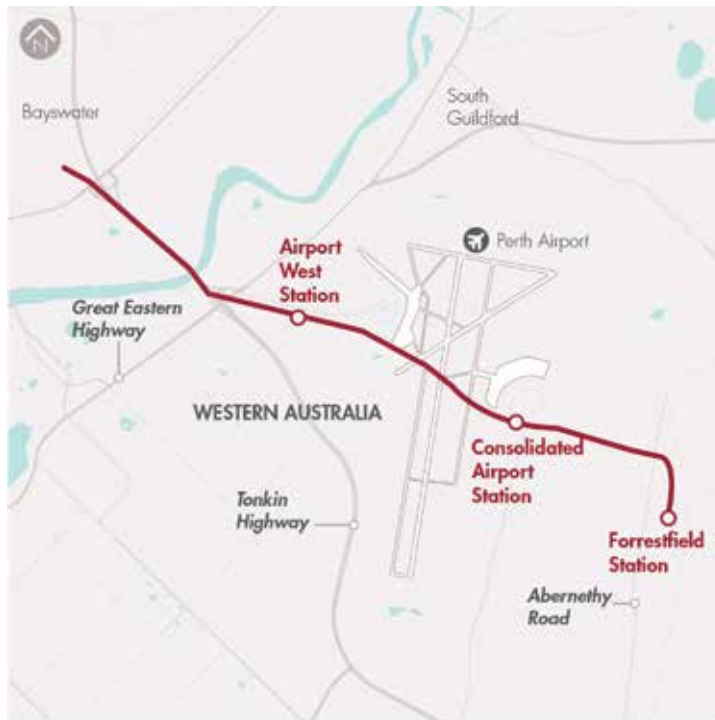 N
Bayswater
South
Guildford
Airport
West
Station
Perth Airport
Great Eastern
Highway
WESTERN AUSTRALIA
Consolidated
Airport
Station
Tonkin
Highway
Forrestfield
Station
Abernethy
Road